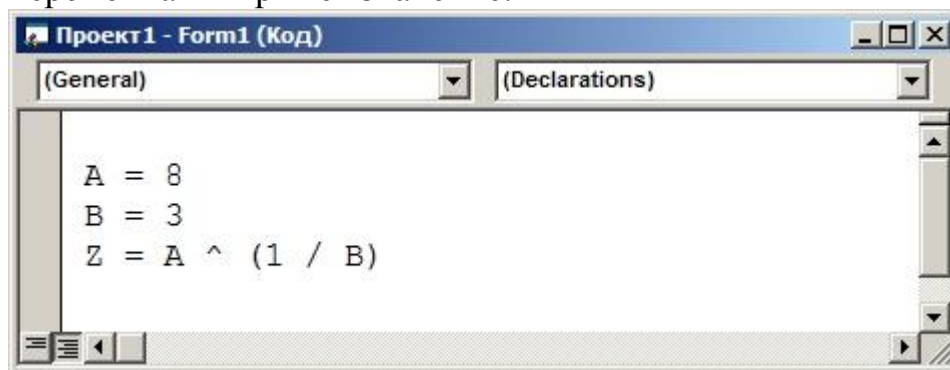 Проект1 - Form1 (Код)
(General) (Declarations)
A = 8
B = 3
Z = A ^ (1 / B)